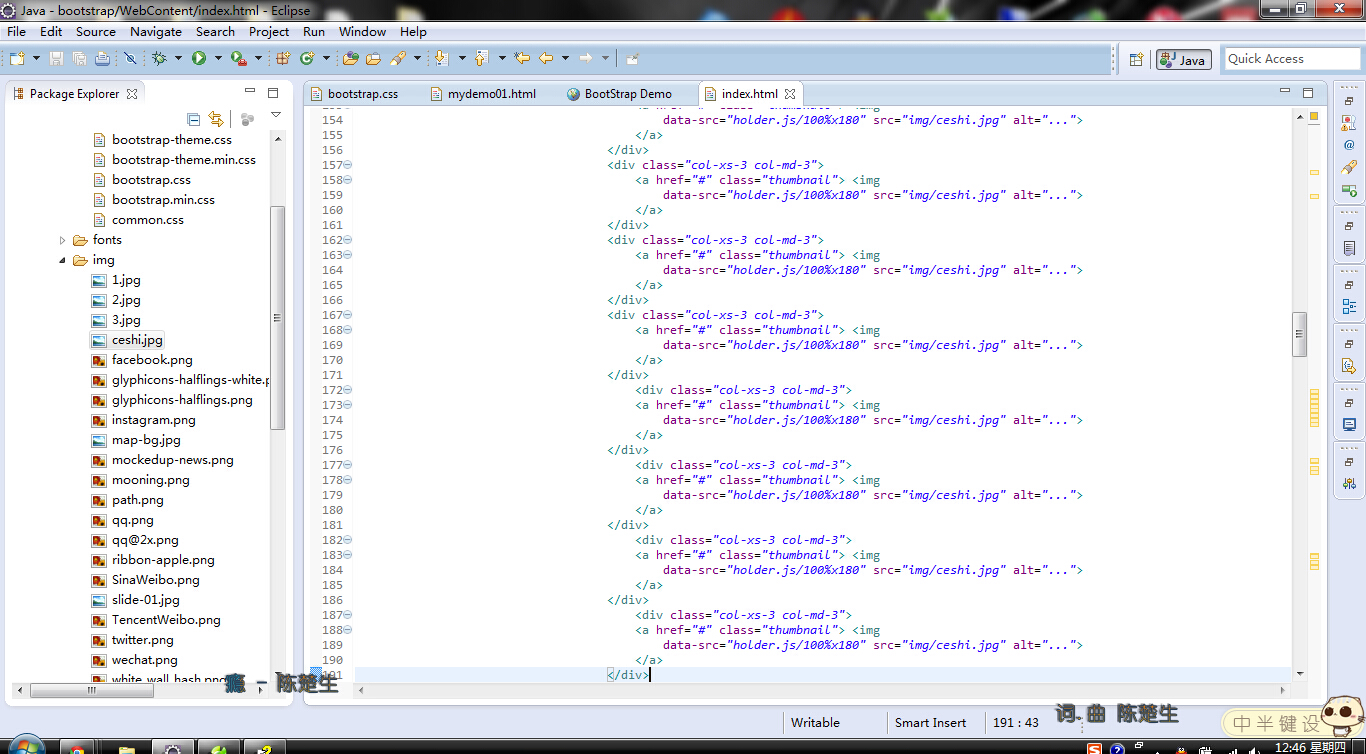 Java - bootstrap/WebContent/index.html - Eclipse
File Edit Source Navigate Search Project Run Window Help
Java
Quick Access
Package Explorer
bootstrap.css
mydemo01.html
BootStrap Demo
index.html
bootstrap-theme.css
bootstrap-theme.min.css
bootstrap.css
bootstrap.min.css
common.css
fonts
img
1.jpg
2.jpg
3.jpg
ceshi.jpg
facebook.png
glyphicons-halflings-white.p
glyphicons-halflings.png
instagram.png
map-bg.jpg
mockedup-news.png
mooning.png
path.png
qq.png
qq@2x.png
ribbon-apple.png
SinaWeibo.png
slide-01.jpg
TencentWeibo.png
twitter.png
wechat.png
white_wall_hash.png
154 data-src="holder.js/100%x180" src="img/ceshi.jpg" alt="...">
155 </a>
156 </div>
157 <div class="col-xs-3 col-md-3">
158 <a href="#" class="thumbnail"> <img
159 data-src="holder.js/100%x180" src="img/ceshi.jpg" alt="...">
160 </a>
161 </div>
162 <div class="col-xs-3 col-md-3">
163 <a href="#" class="thumbnail"> <img
164 data-src="holder.js/100%x180" src="img/ceshi.jpg" alt="...">
165 </a>
166 </div>
167 <div class="col-xs-3 col-md-3">
168 <a href="#" class="thumbnail"> <img
169 data-src="holder.js/100%x180" src="img/ceshi.jpg" alt="...">
170 </a>
171 </div>
172 <div class="col-xs-3 col-md-3">
173 <a href="#" class="thumbnail"> <img
174 data-src="holder.js/100%x180" src="img/ceshi.jpg" alt="...">
175 </a>
176 </div>
177 <div class="col-xs-3 col-md-3">
178 <a href="#" class="thumbnail"> <img
179 data-src="holder.js/100%x180" src="img/ceshi.jpg" alt="...">
180 </a>
181 </div>
182 <div class="col-xs-3 col-md-3">
183 <a href="#" class="thumbnail"> <img
184 data-src="holder.js/100%x180" src="img/ceshi.jpg" alt="...">
185 </a>
186 </div>
187 <div class="col-xs-3 col-md-3">
188 <a href="#" class="thumbnail"> <img
189 data-src="holder.js/100%x180" src="img/ceshi.jpg" alt="...">
190 </a>
191 </div>
瘾 - 陈楚生
词.曲 陈楚生
Writable
Smart Insert
191 : 43
中 半 键 设
12:46 星期四